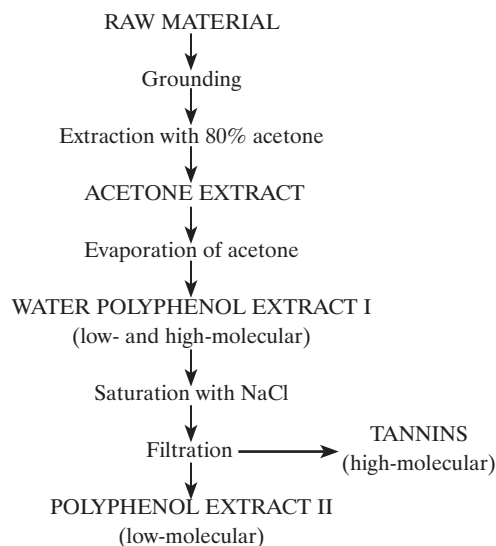 RAW MATERIAL
Grounding
Extraction with 80% acetone
ACETONE EXTRACT
Evaporation of acetone
WATER POLYPHENOL EXTRACT I
(low- and high-molecular)
Saturation with NaCl
Filtration
TANNINS
(high-molecular)
POLYPHENOL EXTRACT II
(low-molecular)